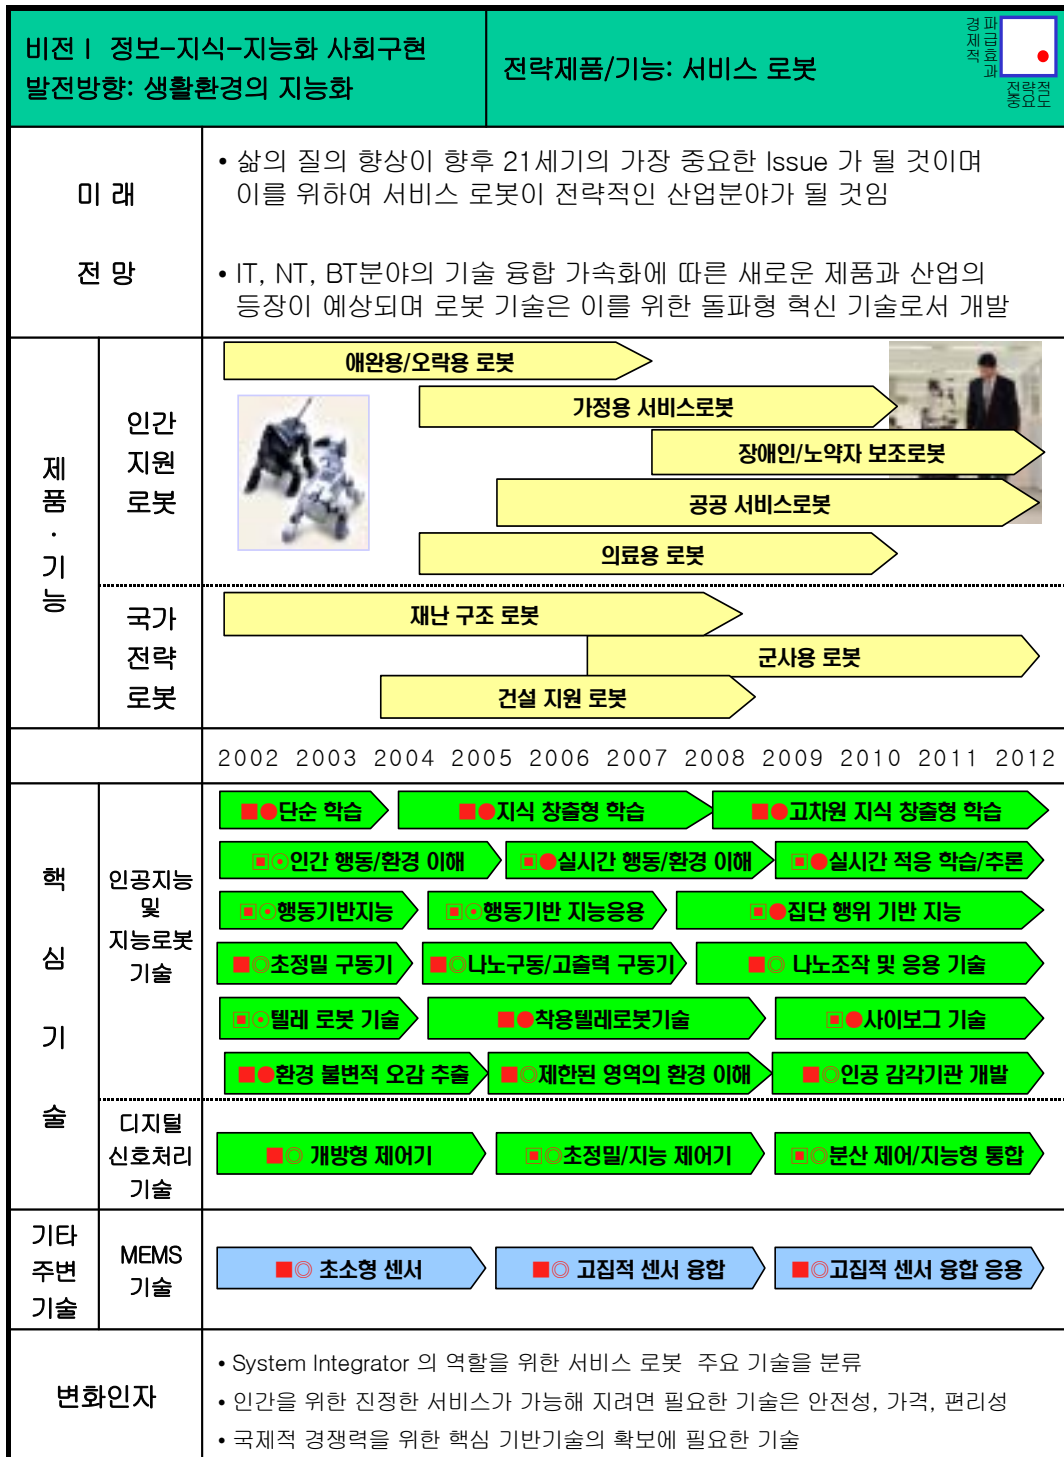 비전 I 정보-지식-지능화 사회구현
발전방향: 생활환경의 지능화
전략제품/기능: 서비스 로봇
경제적
파급효과
전략적
중요도
미 래
전 망
• 삶의 질의 향상이 향후 21세기의 가장 중요한 Issue 가 될 것이며
이를 위하여 서비스 로봇이 전략적인 산업분야가 될 것임
• IT, NT, BT분야의 기술 융합 가속화에 따른 새로운 제품과 산업의
등장이 예상되며 로봇 기술은 이를 위한 돌파형 혁신 기술로서 개발
제품·기능
인간
지원
로봇
애완용/오락용 로봇
가정용 서비스로봇
장애인/노약자 보조로봇
공공 서비스로봇
의료용 로봇
국가
전략
로봇
재난 구조 로봇
군사용 로봇
건설 지원 로봇
2002 2003 2004 2005 2006 2007 2008 2009 2010 2011 2012
핵심기술
인공지능
및
지능로봇
기술
■●단순 학습
■●지식 창출형 학습
■●고차원 지식 창출형 학습
▣⊙인간 행동/환경 이해
▣●실시간 행동/환경 이해
▣●실시간 적응 학습/추론
▣⊙행동기반지능
▣⊙행동기반 지능응용
▣●집단 행위 기반 지능
■◎초정밀 구동기
■◎나노구동/고출력 구동기
■◎ 나노조작 및 응용 기술
▣⊙텔레 로봇 기술
■●착용텔레로봇기술
▣●사이보그 기술
■●환경 불변적 오감 추출
■◎제한된 영역의 환경 이해
■◎인공 감각기관 개발
디지털
신호처리
기술
■◎ 개방형 제어기
▣◎초정밀/지능 제어기
▣◎분산 제어/지능형 통합
기타
주변
기술
MEMS
기술
■◎ 초소형 센서
■◎ 고집적 센서 융합
■◎고집적 센서 융합 응용
변화인자
• System Integrator 의 역할을 위한 서비스 로봇 주요 기술을 분류
• 인간을 위한 진정한 서비스가 가능해 지려면 필요한 기술은 안전성, 가격, 편리성
• 국제적 경쟁력을 위한 핵심 기반기술의 확보에 필요한 기술